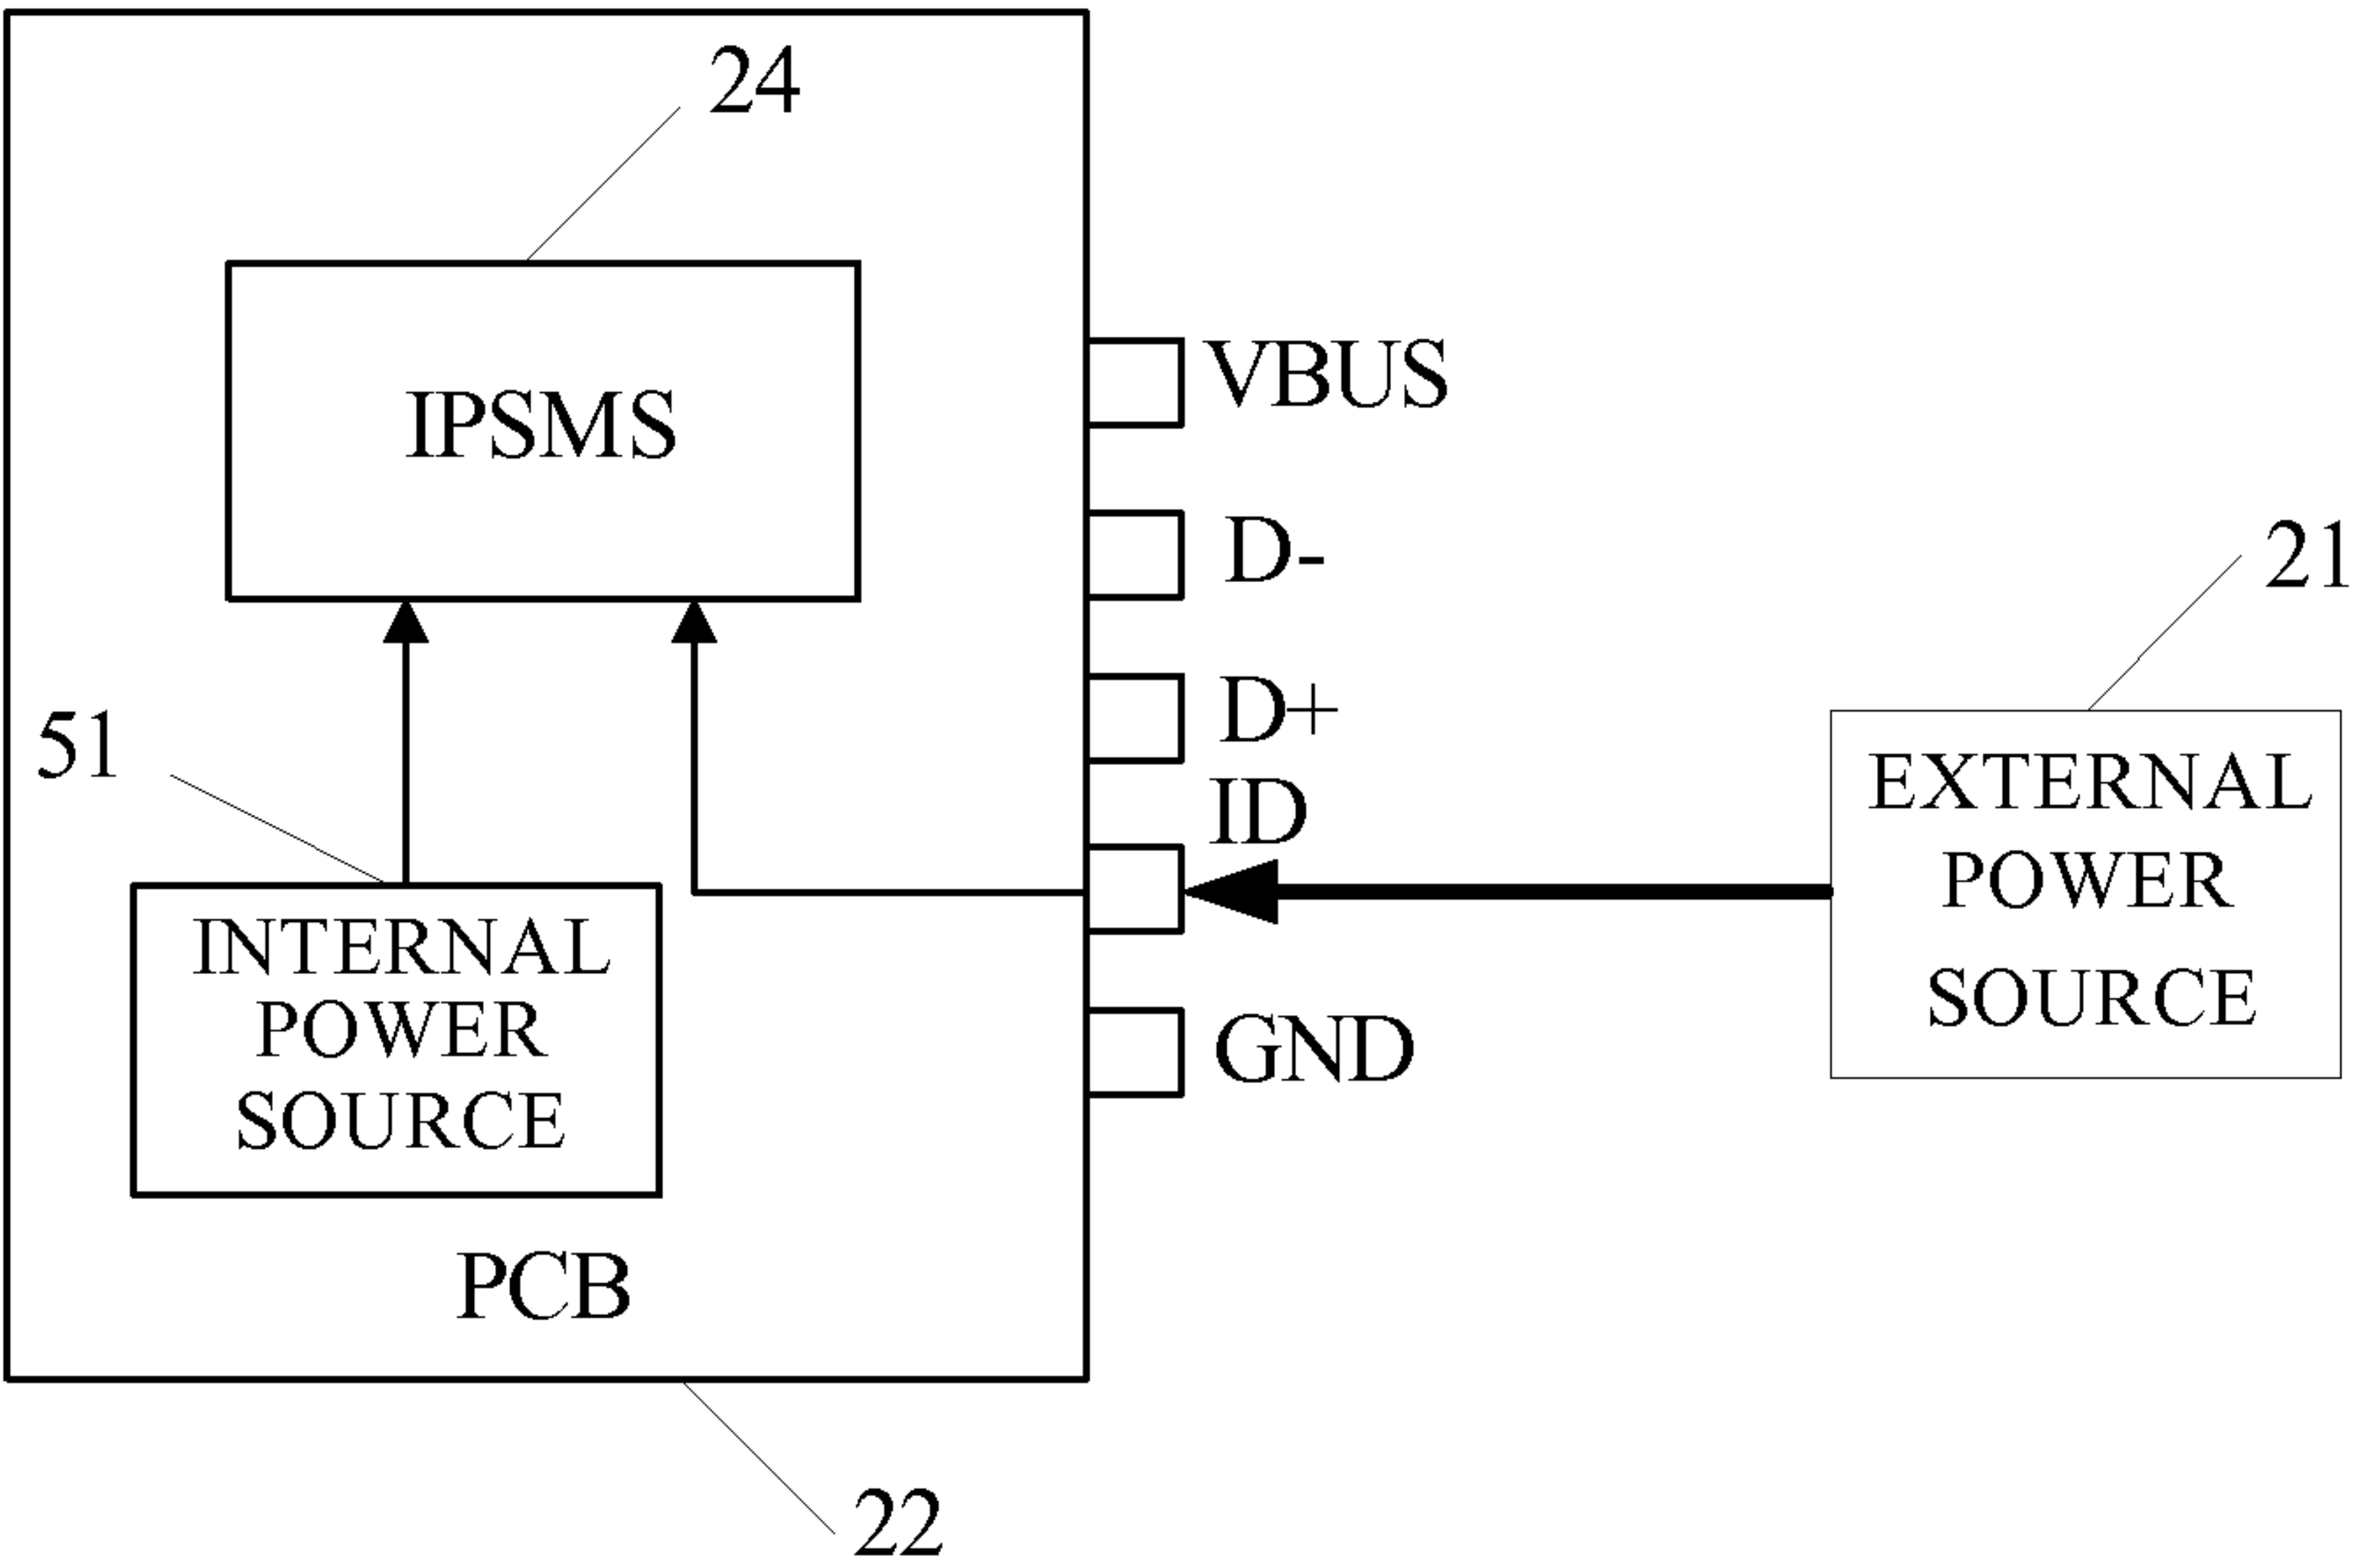 24
IPSMS
VBUS
D-
21
D+
51
ID
EXTERNAL
POWER
SOURCE
INTERNAL
POWER
SOURCE
GND
PCB
22